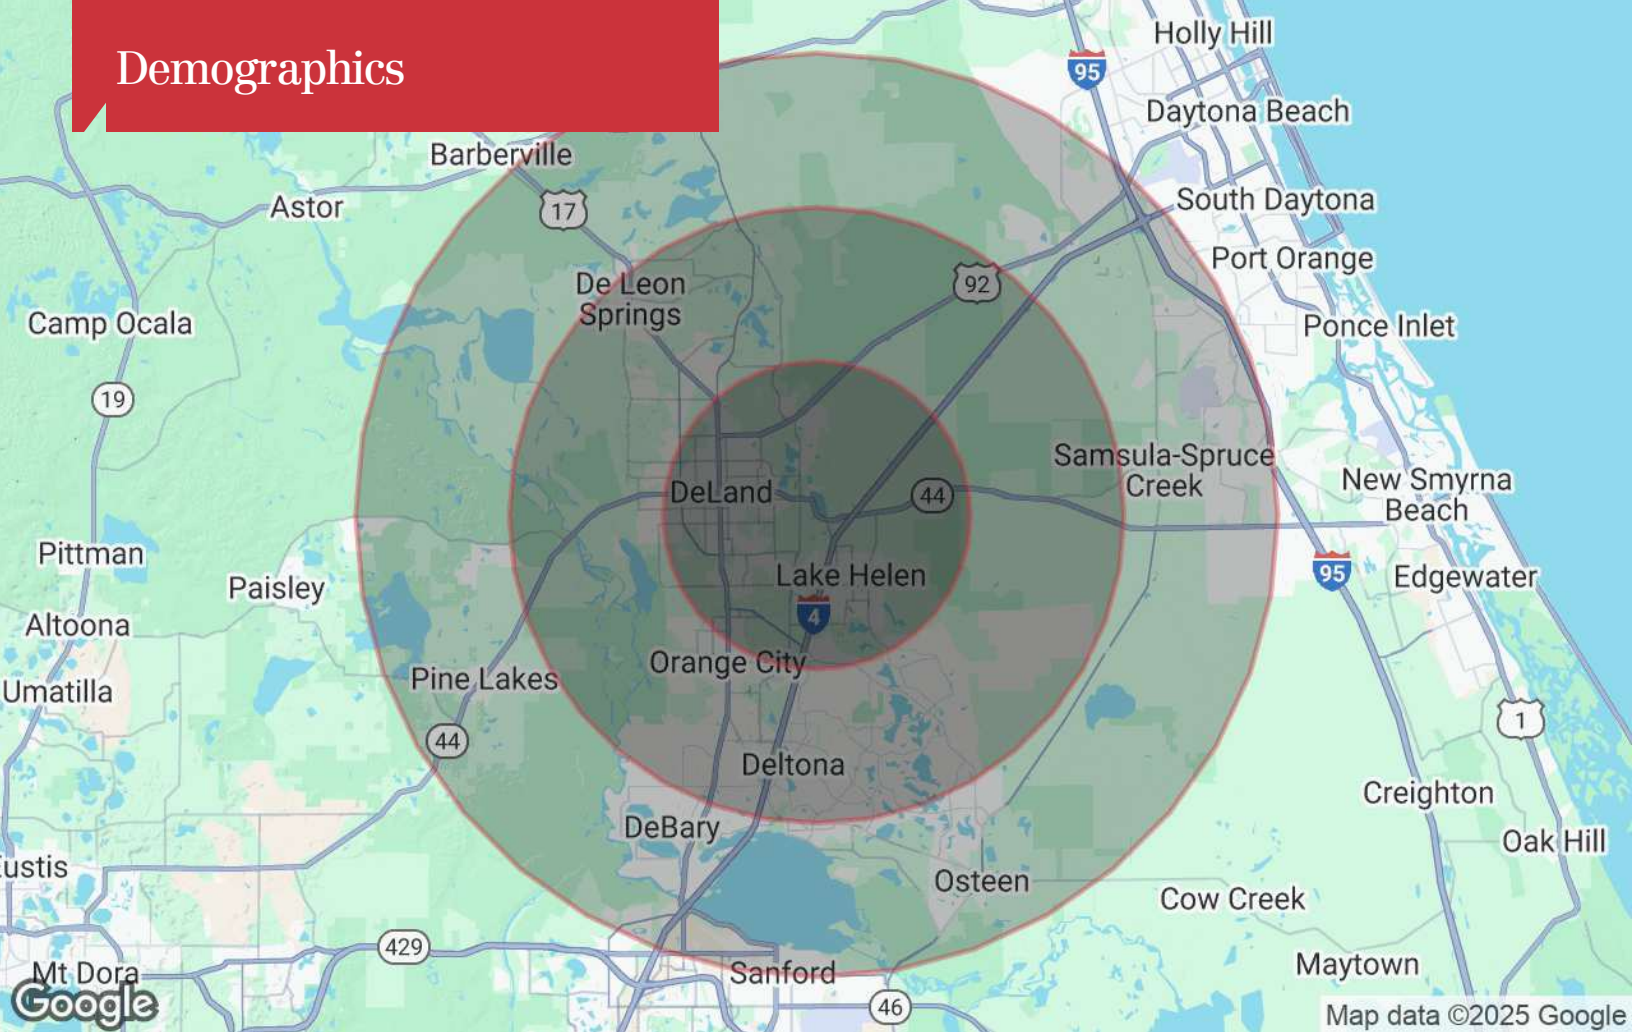 Demographics
Holly Hill
95
Daytona Beach
Barberville
Astor
17
South Daytona
Port Orange
De Leon
Springs
92
Camp Ocala
Ponce Inlet
19
Samsula-Spruce
Creek
DeLand
44
New Smyrna
Beach
Pittman
Paisley
Lake Helen
95
Edgewater
Altoona
4
Orange City
Pine Lakes
Umatilla
44
1
Deltona
Creighton
DeBary
Oak Hill
ustis
Osteen
Cow Creek
429
Mt Dora
Sanford
Maytown
Google
46
Map data ©2025 Google